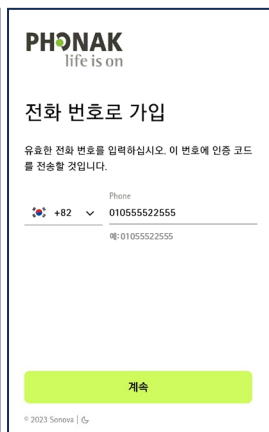 PHONAK
life is on
전화 번호로 가입
유효한 전화 번호를 입력하십시오. 이 번호에 인증 코드
를 전송할 것입니다.
Phone
+82 010555522555
예: 01055522555
계속
© 2023 Sonova |